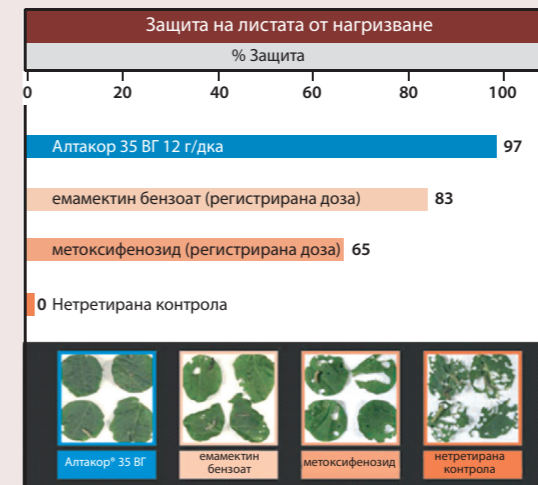 Защита на листата от нагризване
% Защита
0 20 40 60 80 100
Алтакор 35 ВГ 12 г/дка 97
емамектин бензоат (регистрирана доза) 83
метоксифенозид (регистрирана доза) 65
0 Нетретирана контрола
Алтакор® 35 ВГ
емамектин
бензоат
метоксифенозид
нетретирана
контрола